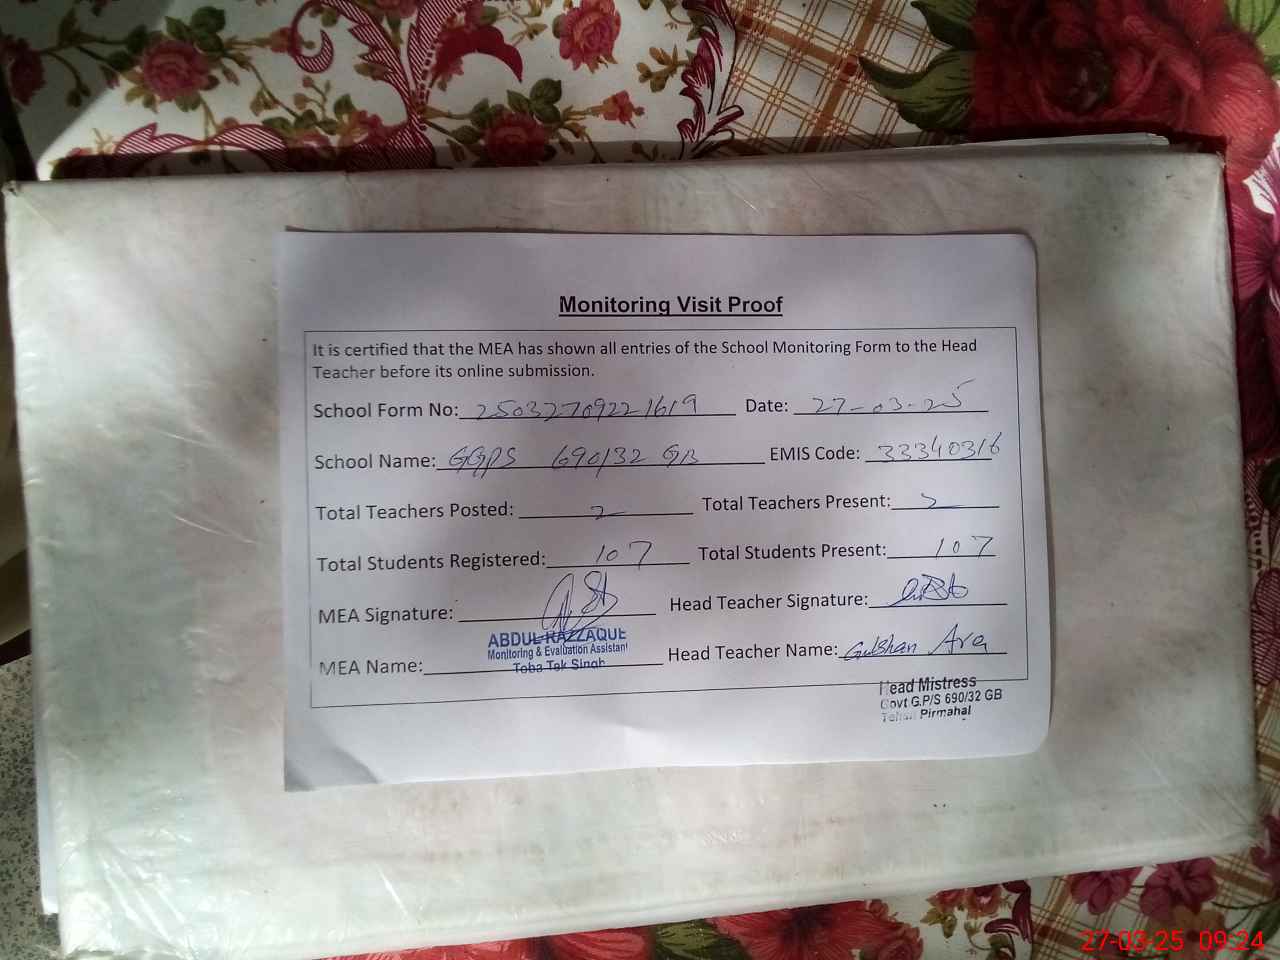 Monitoring Visit Proof
It is certified that the MEA has shown all entries of the School Monitoring Form to the Head
Teacher before its online submission.
School Form No: 25032709221619 Date: 27-03-25
School Name: GGPS 690/32 GB EMIS Code: 33340316
Total Teachers Posted: 2 Total Teachers Present: 2
Total Students Registered: 107 Total Students Present: 107
MEA Signature: Head Teacher Signature:
ABDUL RAZZAQUE
Monitoring & Evaluation Assistant
Toba Tek Singh
MEA Name: Head Teacher Name: Gulshan Ara
Head Mistress
Govt G.P/S 690/32 GB
Pirmahal
27-03-25 09:24